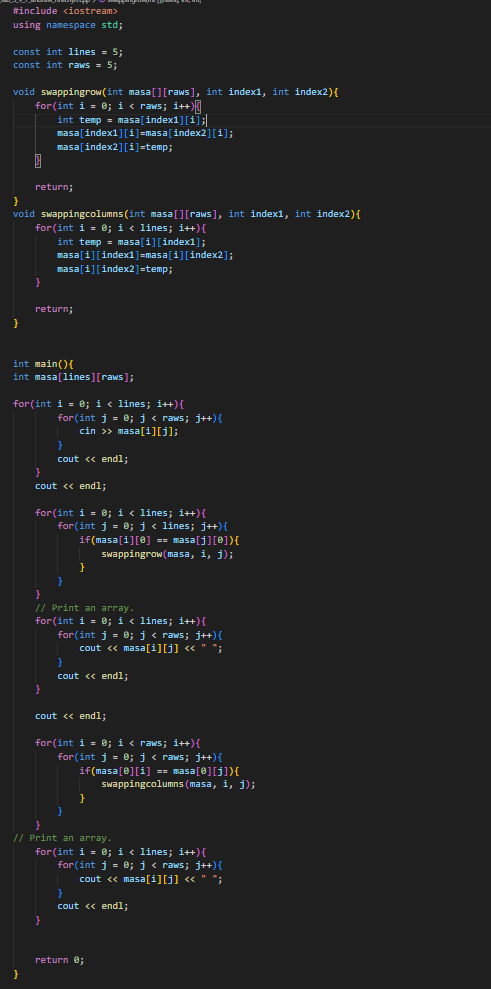 #include <iostream>
using namespace std;

const int lines = 5;
const int raws = 5;

void swappingrow(int masa[][raws], int index1, int index2){
    for(int i = 0; i < raws; i++){
        int temp = masa[index1][i];
        masa[index1][i]=masa[index2][i];
        masa[index2][i]=temp;
    }

    return;
}
void swappingcolumns(int masa[][raws], int index1, int index2){
    for(int i = 0; i < lines; i++){
        int temp = masa[i][index1];
        masa[i][index1]=masa[i][index2];
        masa[i][index2]=temp;
    }

    return;
}


int main(){
int masa[lines][raws];

for(int i = 0; i < lines; i++){
        for(int j = 0; j < raws; j++){
            cin >> masa[i][j];
        }
        cout << endl;
    }
    cout << endl;

    for(int i = 0; i < lines; i++){
        for(int j = 0; j < lines; j++){
            if(masa[i][0] == masa[j][0]){
                swappingrow(masa, i, j);
            }
        }
    }
    // Print an array.
    for(int i = 0; i < lines; i++){
        for(int j = 0; j < raws; j++){
            cout << masa[i][j] << " ";
        }
        cout << endl;
    }

    cout << endl;

    for(int i = 0; i < raws; i++){
        for(int j = 0; j < raws; j++){
            if(masa[0][i] == masa[0][j]){
                swappingcolumns(masa, i, j);
            }
        }
    }
// Print an array.
    for(int i = 0; i < lines; i++){
        for(int j = 0; j < raws; j++){
            cout << masa[i][j] << " ";
        }
        cout << endl;
    }


    return 0;
}